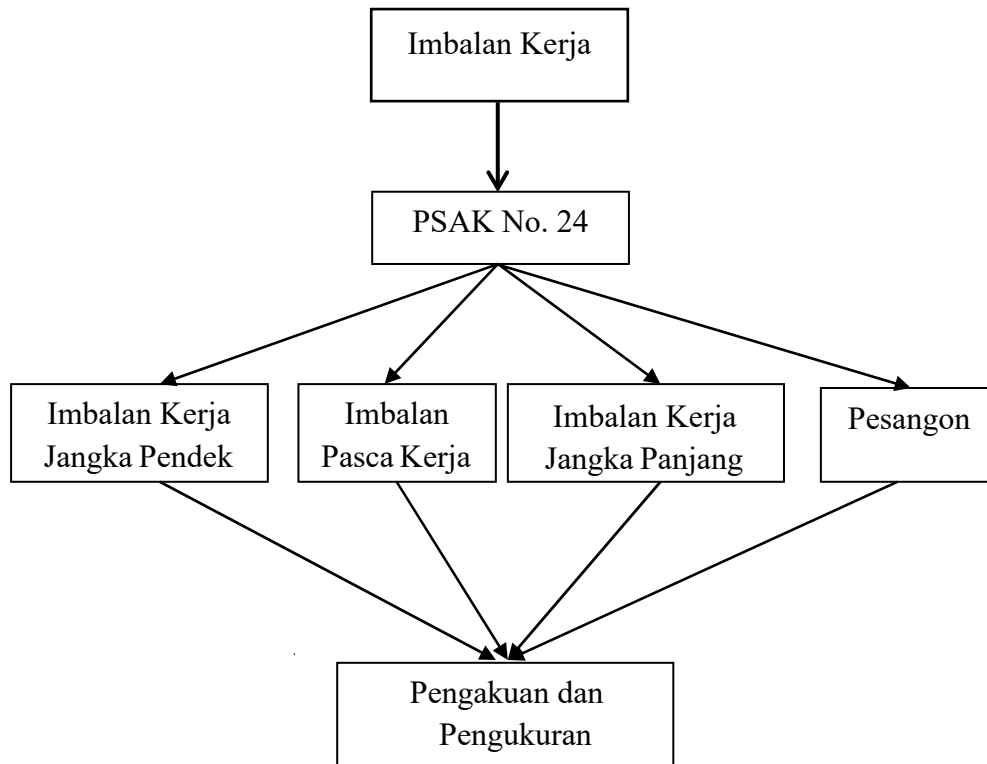 Imbalan Kerja
PSAK No. 24
Imbalan Kerja
Jangka Pendek
Imbalan
Pasca Kerja
Imbalan Kerja
Jangka Panjang
Pesangon
Pengakuan dan
Pengukuran